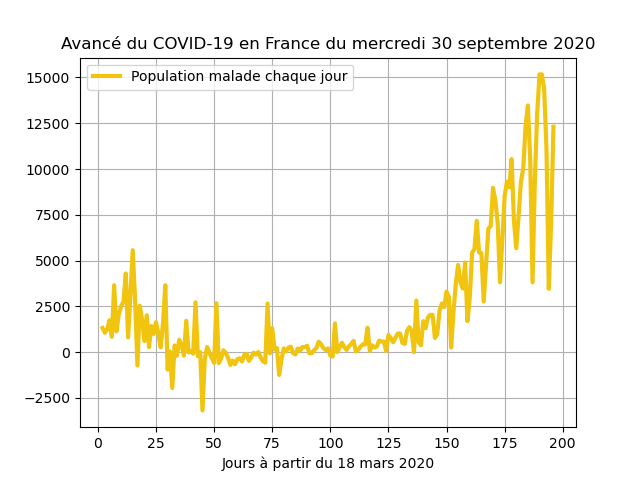 Avancé du COVID-19 en France du mercredi 30 septembre 2020
Population malade chaque jour
15000
12500
10000
7500
5000
2500
0
−2500
0 25 50 75 100 125 150 175 200
Jours à partir du 18 mars 2020